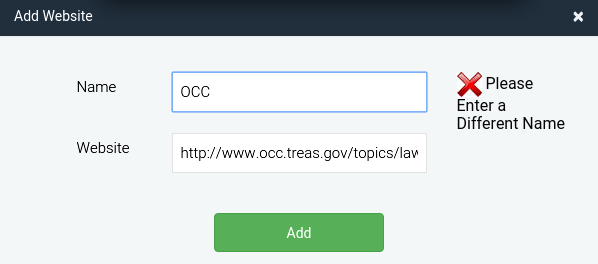 Add Website
×
Name
OCC
Please
Enter a
Different Name
Website
http://www.occ.treas.gov/topics/law
Add